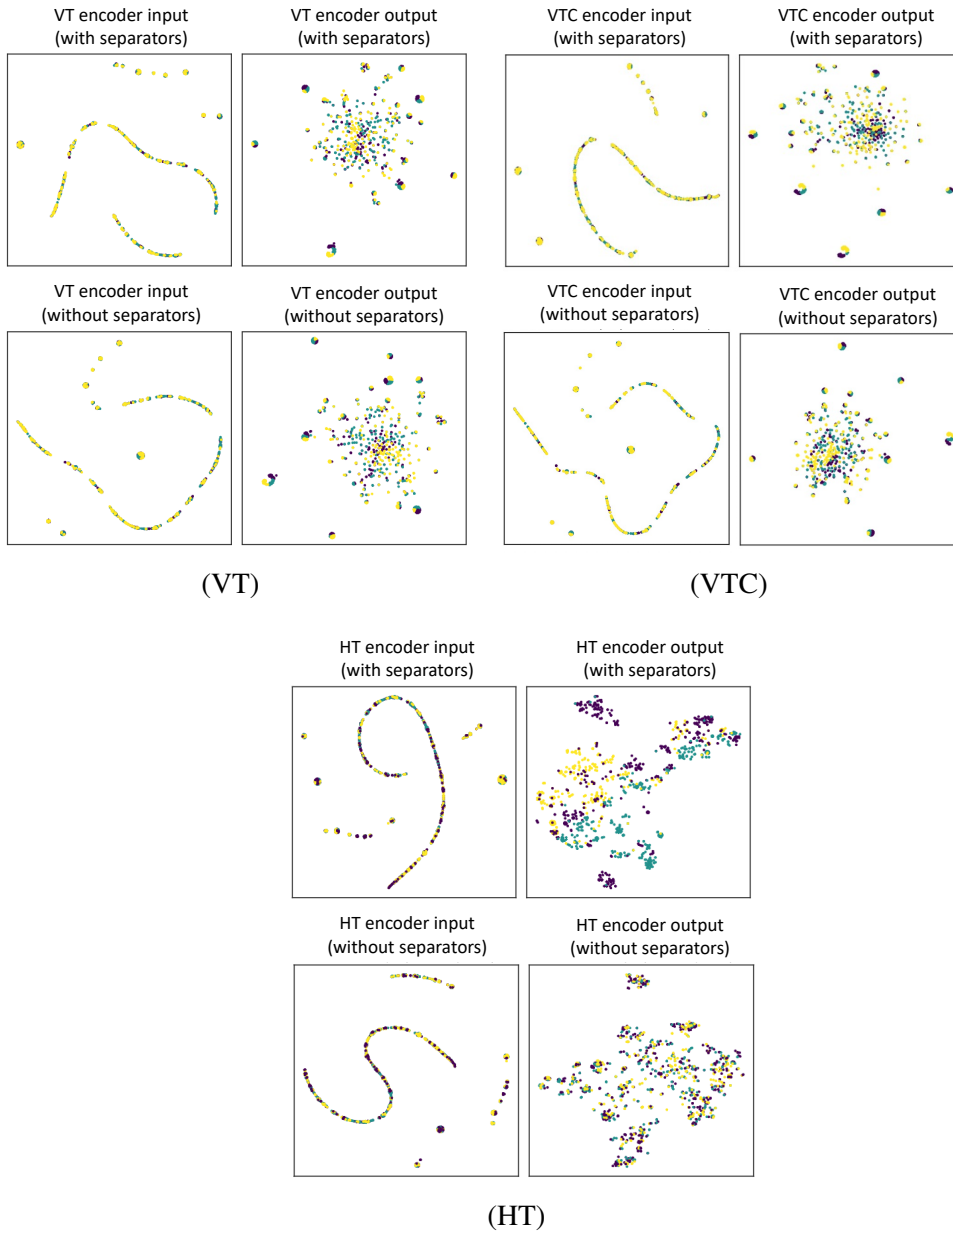 VT encoder input
(with separators)
VT encoder output
(with separators)
VTC encoder input
(with separators)
VTC encoder output
(with separators)
VT encoder input
(without separators)
VT encoder output
(without separators)
VTC encoder input
(without separators)
VTC encoder output
(without separators)
(VT)
(VTC)
HT encoder input
(with separators)
HT encoder output
(with separators)
HT encoder input
(without separators)
HT encoder output
(without separators)
(HT)